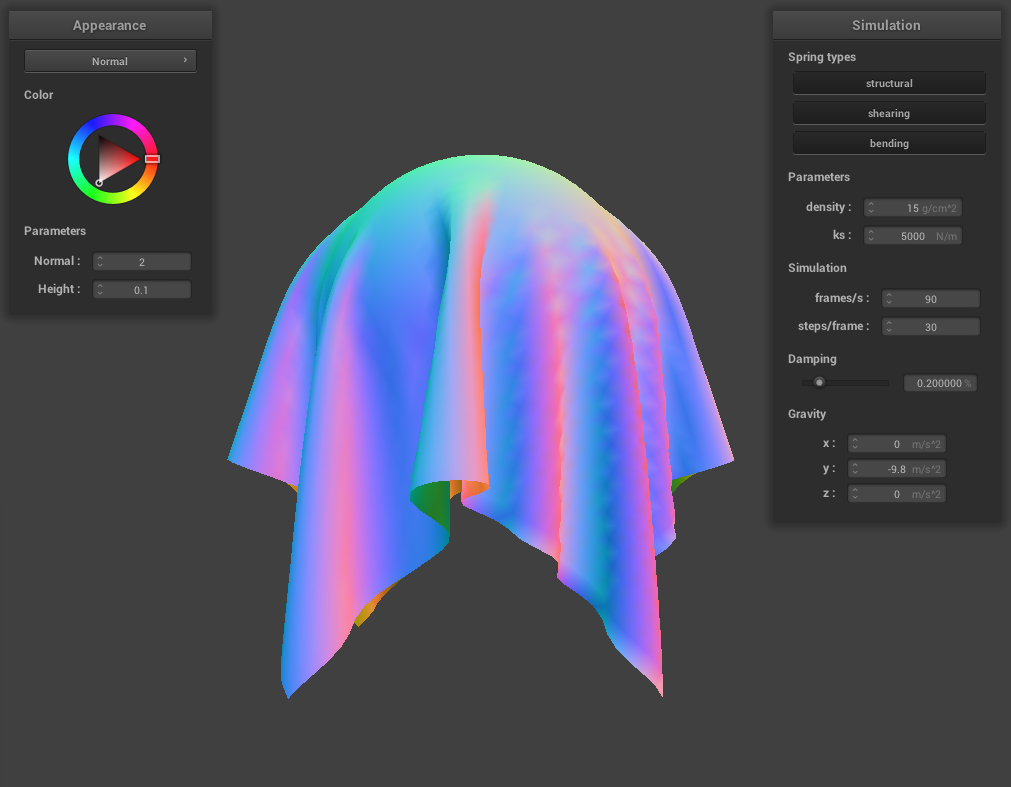 Appearance
Normal
Color
Parameters
Normal : 2
Height : 0.1
Simulation
Spring types
structural
shearing
bending
Parameters
density : 15 g/cm^2
ks : 5000 N/m
Simulation
frames/s : 90
steps/frame : 30
Damping
0.200000 %
Gravity
x : 0 m/s^2
y : -9.8 m/s^2
z : 0 m/s^2